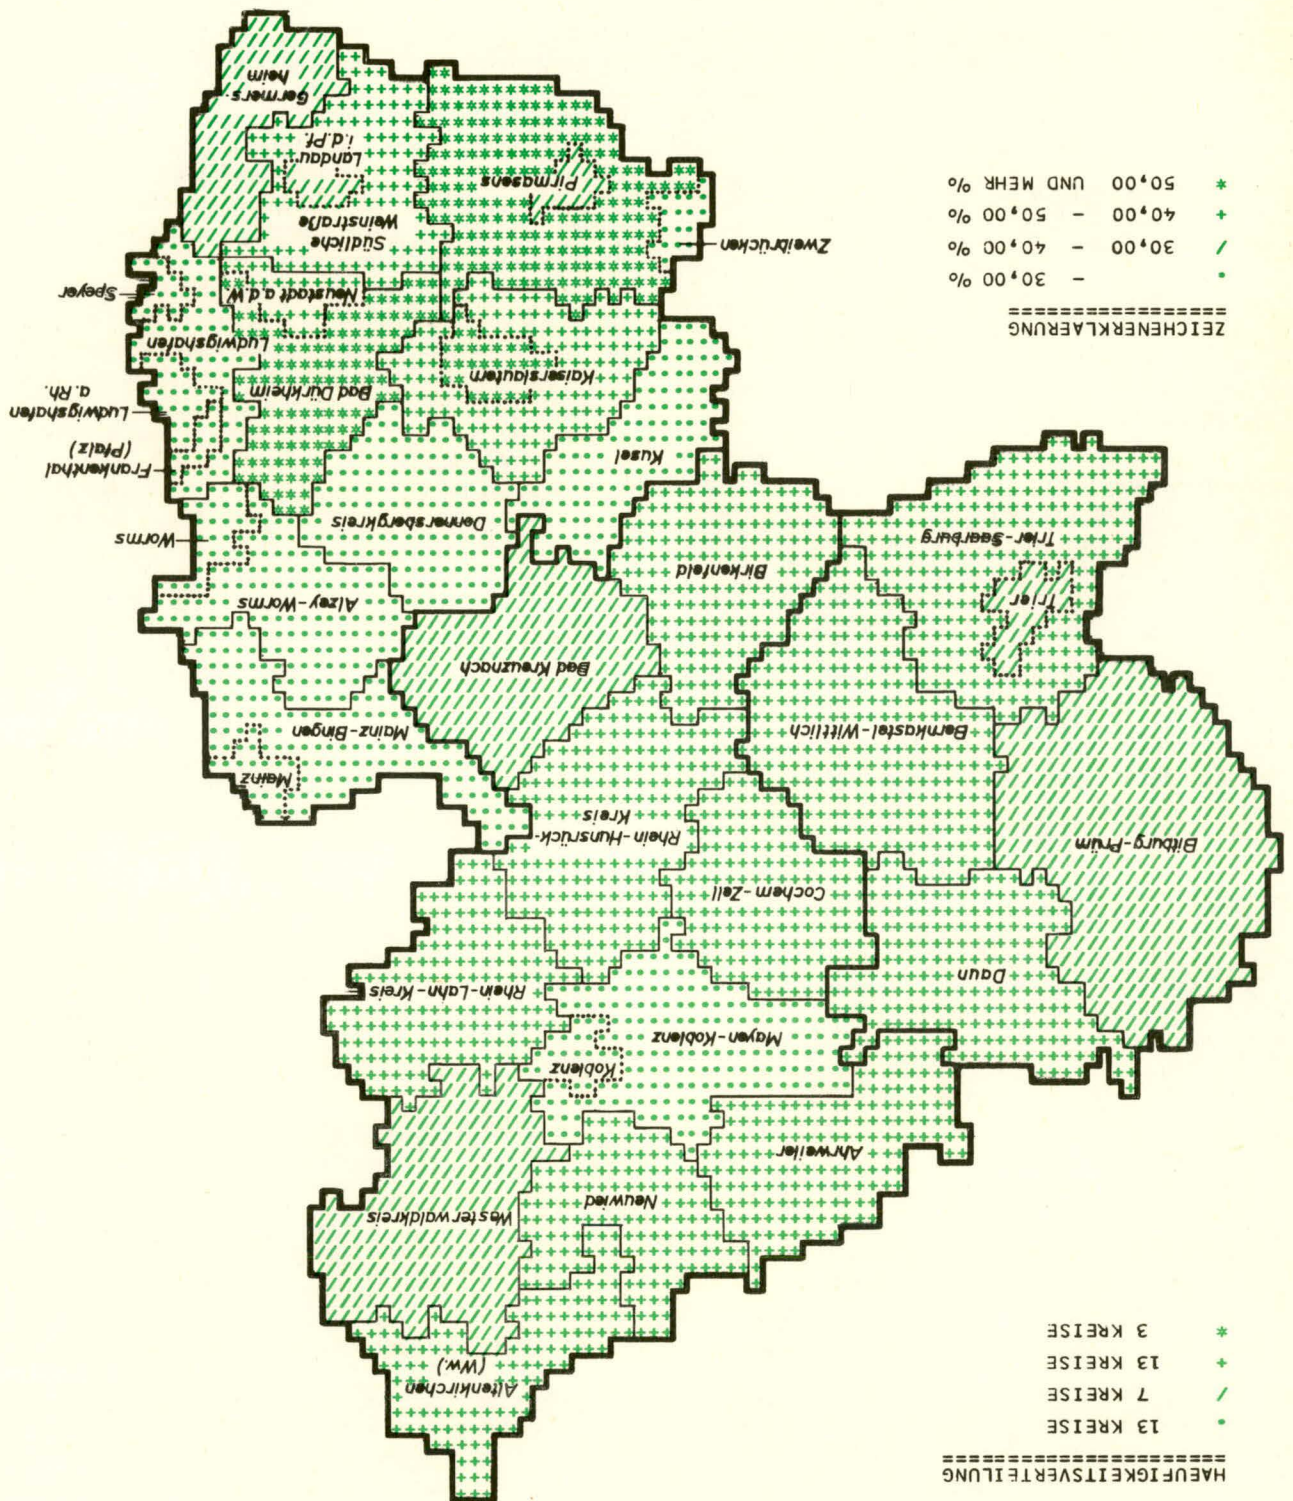 HAEUFIGKEITSVERTEILUNG
13 KREISE
7 KREISE
13 KREISE
3 KREISE
Altenkirchen
(Ww.)
Westerwaldkreis
Neuwied
Ahrweiler
Koblenz
Mayen-Koblenz
Rhein-Lahn-Kreis
Daun
Cochem-Zell
Bitburg-Prüm
Rhein-Hunsrück-
Kreis
Mainz
Mainz-Bingen
Bernkastel-Wittlich
Bad Kreuznach
Alzey-Worms
Trier
Birkenfeld
Trier-Saarburg
Worms
Donnersbergkreis
Kusel
Frankenthal
(Pfalz)
Ludwigshafen
a. Rh.
Bad Dürkheim
Kaiserslautern
Ludwigshafen
ZEICHENERKLAERUNG
- 30,00 %
30,00 - 40,00 %
40,00 - 50,00 %
50,00 UND MEHR %
Speyer
Neustadt a.d.W.
Zweibrücken
Südliche
Weinstraße
Pirmasens
Landau
i.d.Pf.
Germers-
heim